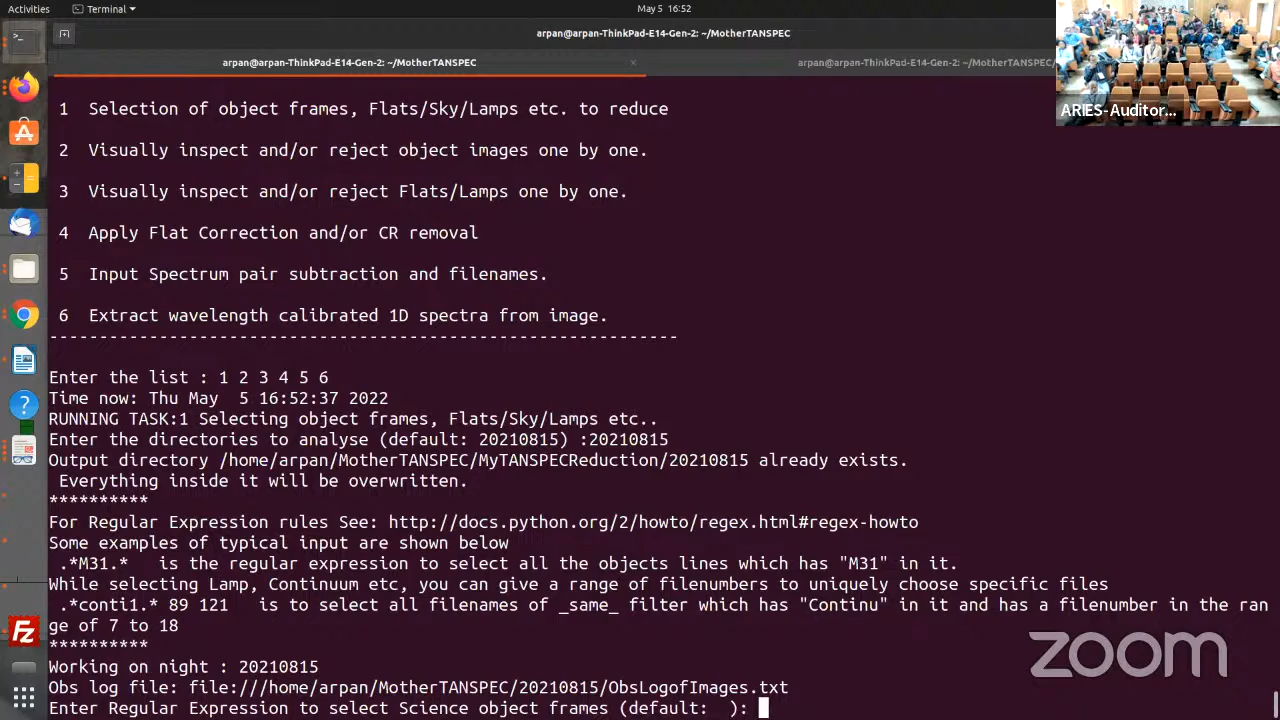 Activities
Terminal
May 5 16:52
arpan@arpan-ThinkPad-E14-Gen-2: ~/MotherTANSPEC
arpan@arpan-ThinkPad-E14-Gen-2: ~/MotherTANSPEC
arpan@arpan-ThinkPad-E14-Gen-2: ~/MotherTANSPEC/
ARIES-Auditor...
1 Selection of object frames, Flats/Sky/Lamps etc. to reduce
2 Visually inspect and/or reject object images one by one.
3 Visually inspect and/or reject Flats/Lamps one by one.
4 Apply Flat Correction and/or CR removal
5 Input Spectrum pair subtraction and filenames.
6 Extract wavelength calibrated 1D spectra from image.
---------------------------------------------------------------
Enter the list : 1 2 3 4 5 6
Time now: Thu May  5 16:52:37 2022
RUNNING TASK:1 Selecting object frames, Flats/Sky/Lamps etc..
Enter the directories to analyse (default: 20210815) :20210815
Output directory /home/arpan/MotherTANSPEC/MyTANSPECReduction/20210815 already exists.
Everything inside it will be overwritten.
**********
For Regular Expression rules See: http://docs.python.org/2/howto/regex.html#regex-howto
Some examples of typical input are shown below
.*M31.*   is the regular expression to select all the objects lines which has "M31" in it.
While selecting Lamp, Continuum etc, you can give a range of filenumbers to uniquely choose specific files
.*conti1.* 89 121   is to select all filenames of _same_ filter which has "Continu" in it and has a filenumber in the ran
ge of 7 to 18
**********
Working on night : 20210815
Obs log file: file:///home/arpan/MotherTANSPEC/20210815/ObsLogofImages.txt
Enter Regular Expression to select Science object frames (default:  ):
zoom